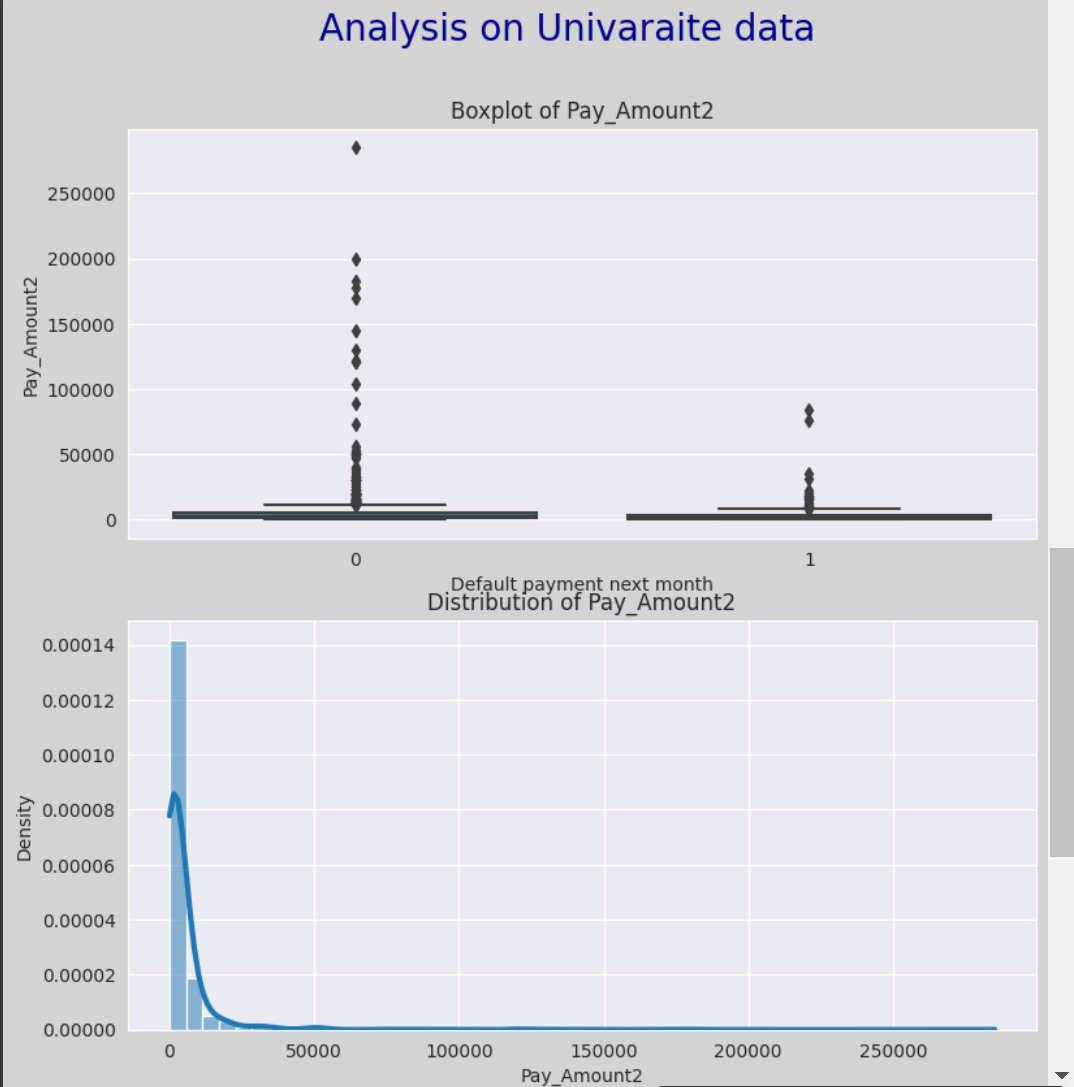 Analysis on Univaraite data
Boxplot of Pay_Amount2
Pay_Amount2
250000
200000
150000
100000
50000
0
0 1
Default payment next month
Distribution of Pay_Amount2
Density
0.00014
0.00012
0.00010
0.00008
0.00006
0.00004
0.00002
0.00000
0 50000 100000 150000 200000 250000
Pay_Amount2